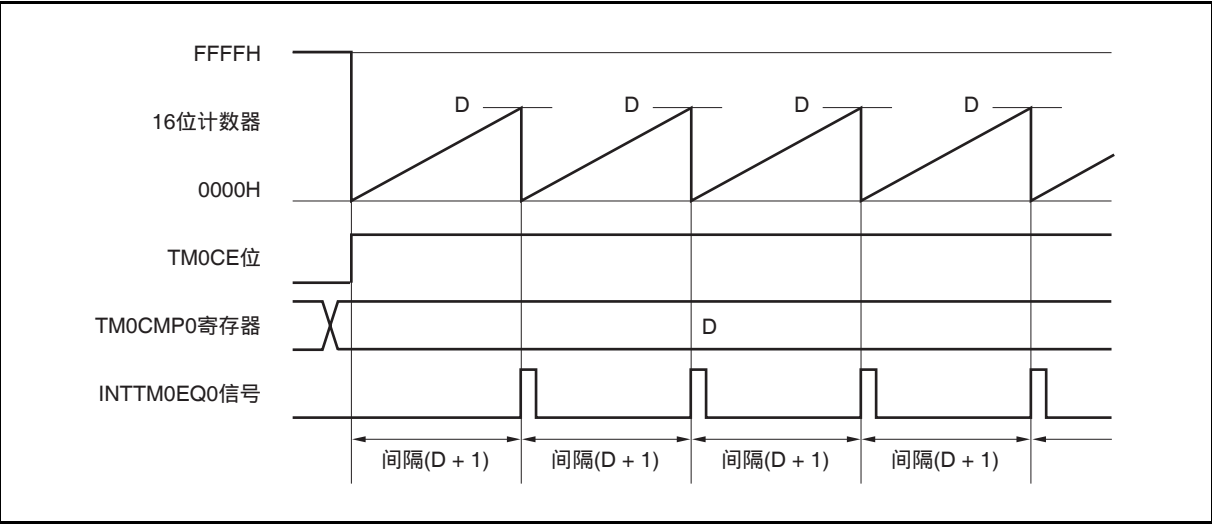 FFFFH
D D D D
16位计数器
0000H
TM0CE位
TM0CMP0寄存器
D
INTTM0EQ0信号
间隔(D + 1) 间隔(D + 1) 间隔(D + 1) 间隔(D + 1)